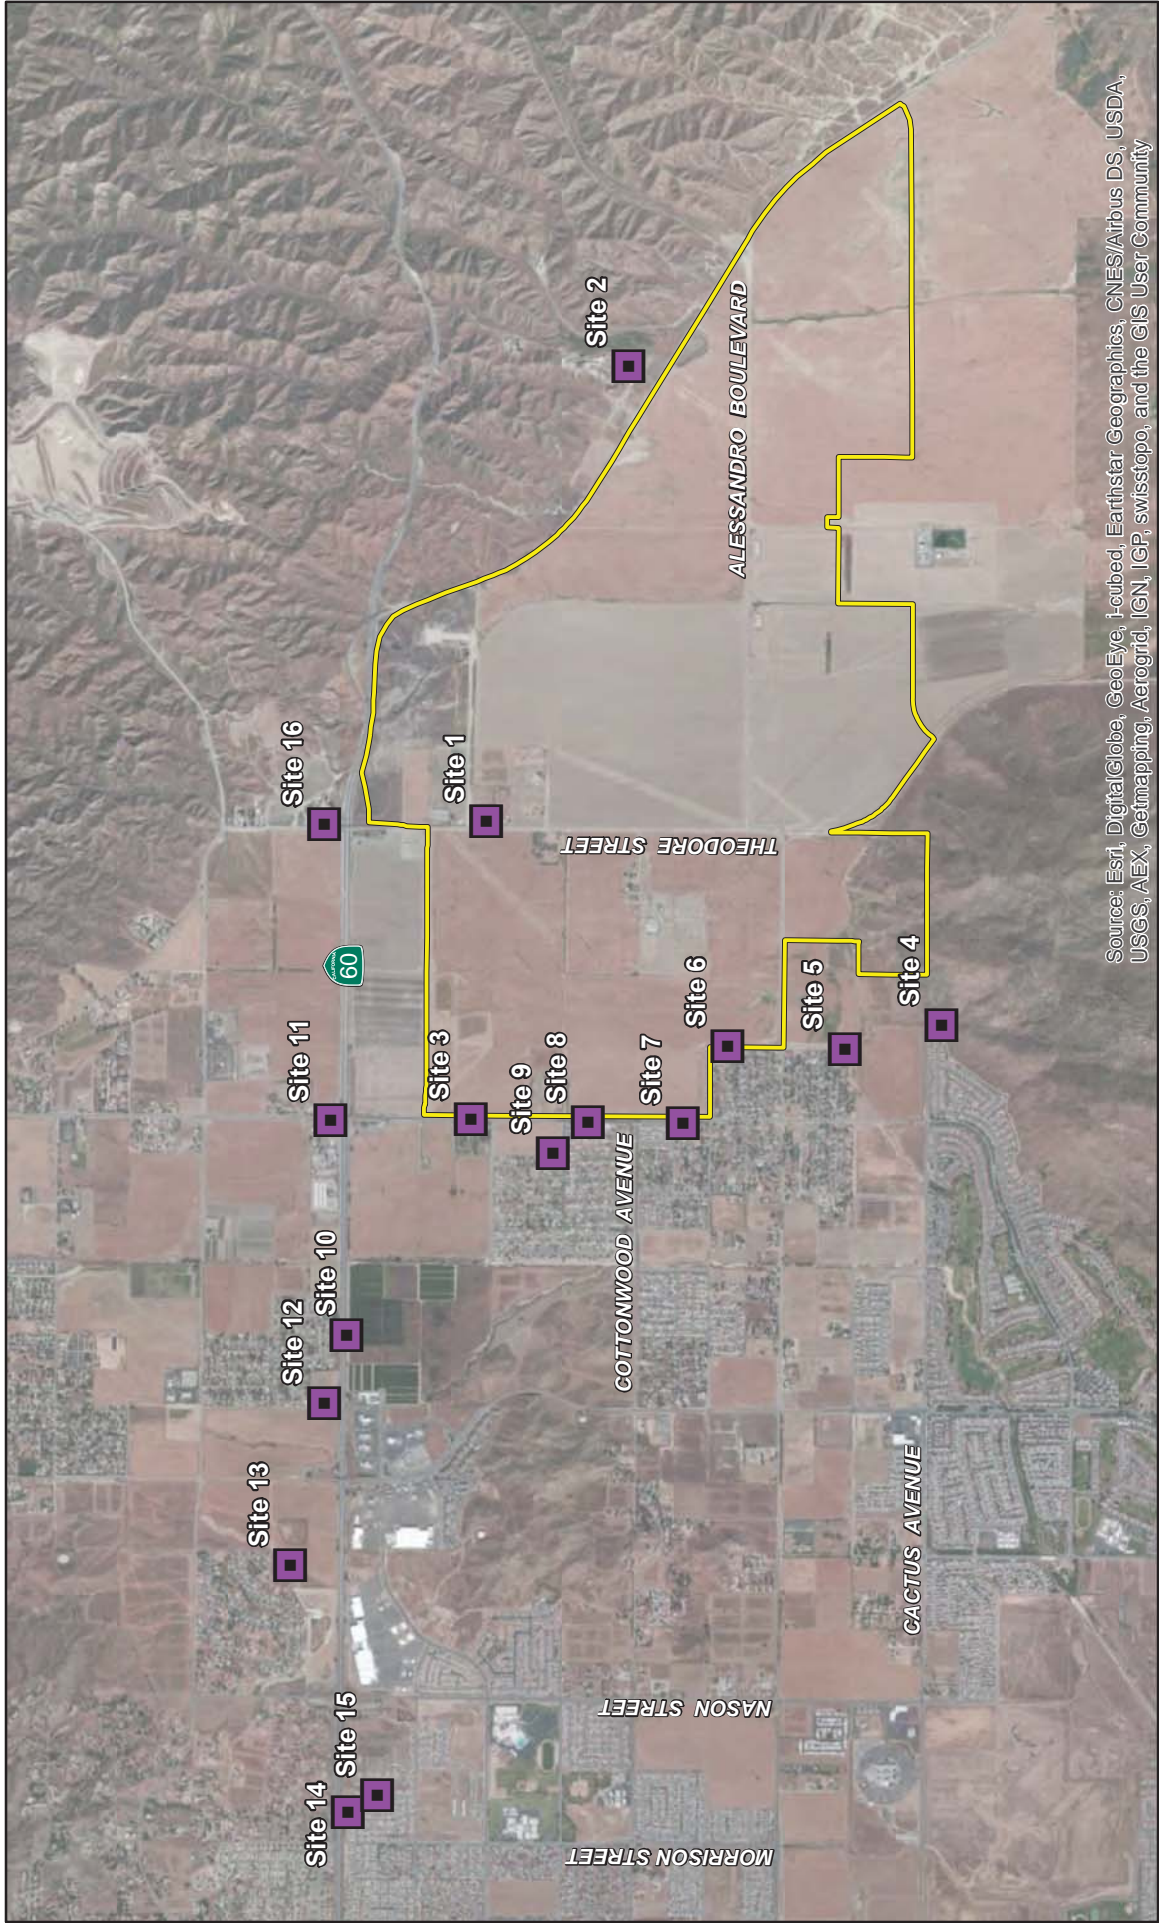 Site 14
Site 15
Site 13
Site 12
Site 10
Site 11
CALIFORNIA
60
Site 16
Site 3
Site 9
Site 8
Site 7
Site 6
Site 5
Site 4
Site 1
Site 2
MORRISON STREET
NASON STREET
COTTONWOOD AVENUE
CACTUS AVENUE
THEODORE STREET
ALESSANDRO BOULEVARD
Source: Esri, DigitalGlobe, GeoEye, i-cubed, Earthstar Geographics, CNES/Airbus DS, USDA,
USGS, AEX, Getmapping, Aerogrid, IGN, IGP, swisstopo, and the GIS User Community